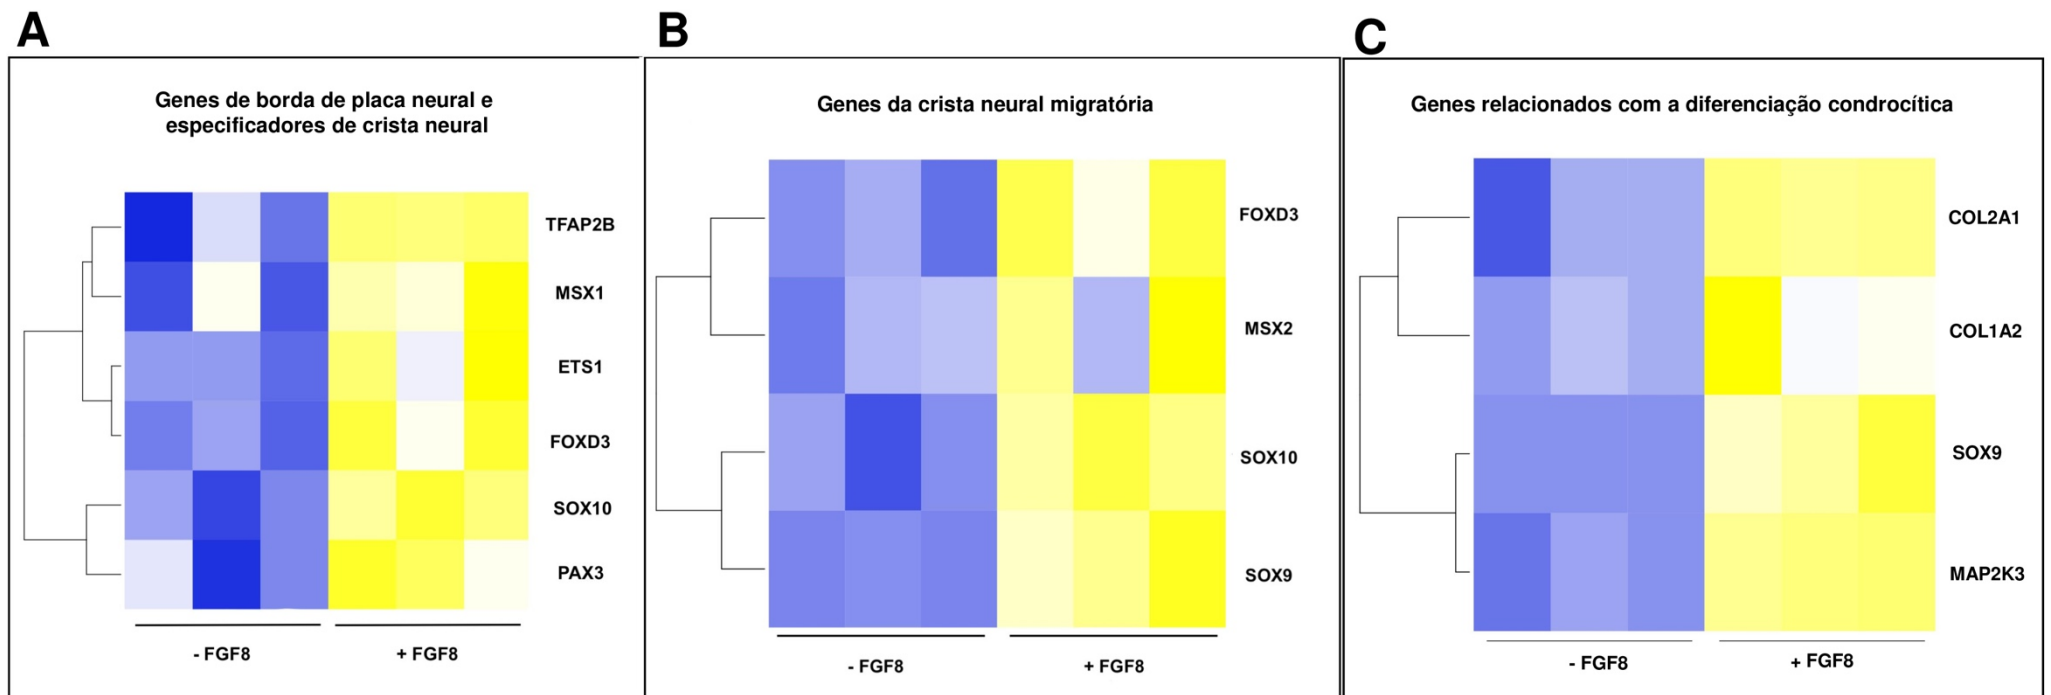 A
Genes de borda de placa neural e
especificadores de crista neural
TFAP2B
MSX1
ETS1
FOXD3
SOX10
PAX3
- FGF8
+ FGF8
B
Genes da crista neural migratória
FOXD3
MSX2
SOX10
SOX9
- FGF8
+ FGF8
C
Genes relacionados com a diferenciação condrocítica
COL2A1
COL1A2
SOX9
MAP2K3
- FGF8
+ FGF8